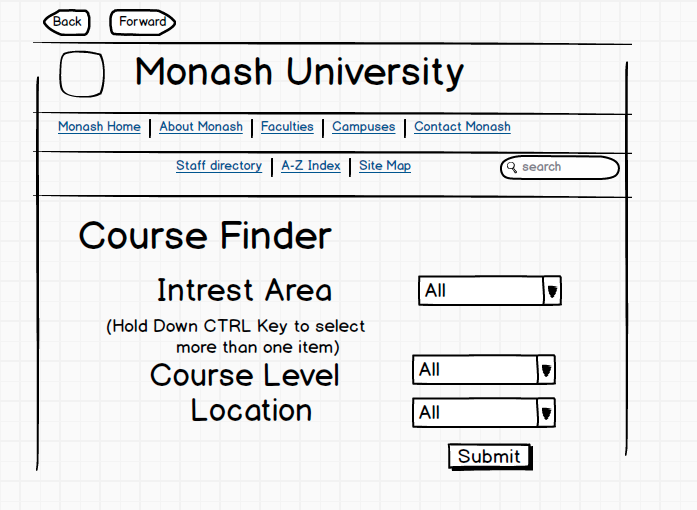 Back Forward
Monash University
Monash Home About Monash Faculties Campuses Contact Monash
Staff directory A-Z Index Site Map search
Course Finder
Intrest Area All
(Hold Down CTRL Key to select
more than one item)
Course Level All
Location All
Submit